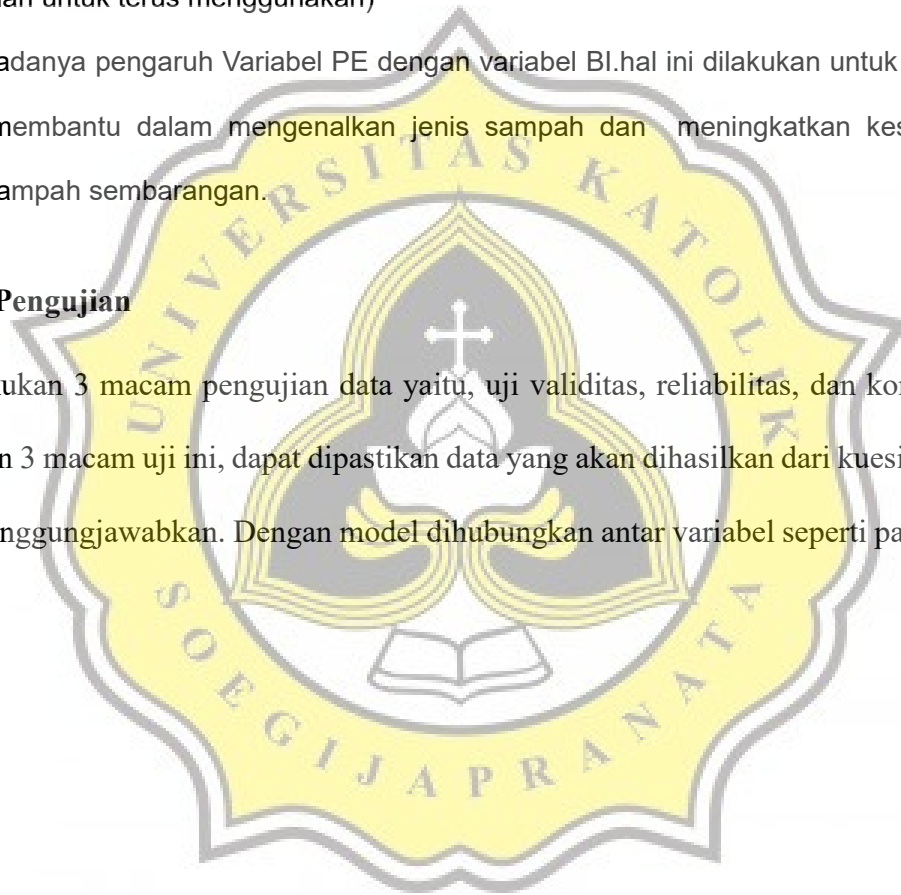 an untuk terus menggunakan)
adanya pengaruh Variabel PE dengan variabel BI.hal ini dilakukan untuk
membantu dalam mengenalkan jenis sampah dan meningkatkan kes
ampah sembarangan.
Pengujian
ukan 3 macam pengujian data yaitu, uji validitas, reliabilitas, dan kor
n 3 macam uji ini, dapat dipastikan data yang akan dihasilkan dari kuesi
nggungjawabkan. Dengan model dihubungkan antar variabel seperti pa
UNIVERSITAS KATOLIK
SOEGIJAPRANATA